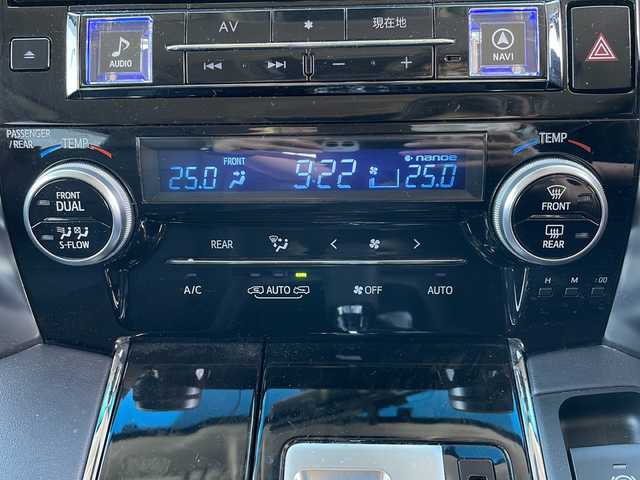 AV
現在地
AUDIO
NAVI
PASSENGER
/REAR
TEMP
TEMP
FRONT
nanoe
25.0
9:22
25.0
FRONT
DUAL
S-FLOW
FRONT
REAR
REAR
A/C
AUTO
OFF
AUTO
H
M
:00